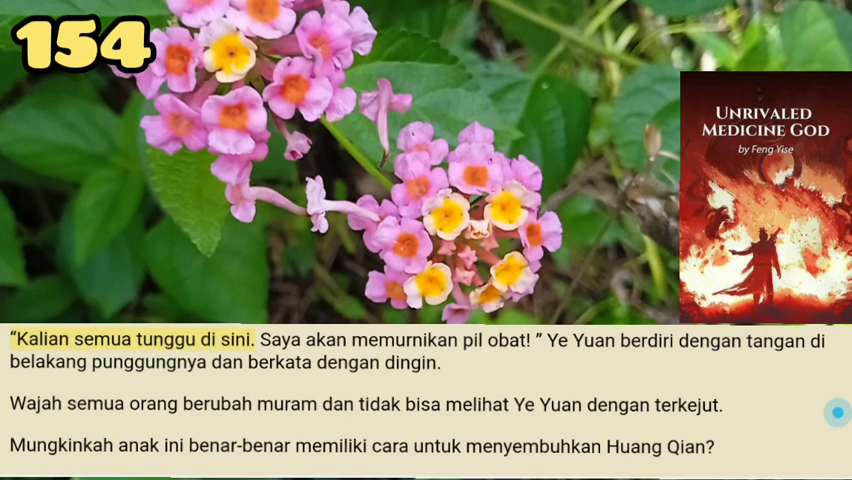 154
UNRIVALED
MEDICINE GOD
by Feng Yise
“Kalian semua tunggu di sini. Saya akan memurnikan pil obat! ” Ye Yuan berdiri dengan tangan di
belakang punggungnya dan berkata dengan dingin.
Wajah semua orang berubah muram dan tidak bisa melihat Ye Yuan dengan terkejut.
Mungkinkah anak ini benar-benar memiliki cara untuk menyembuhkan Huang Qian?